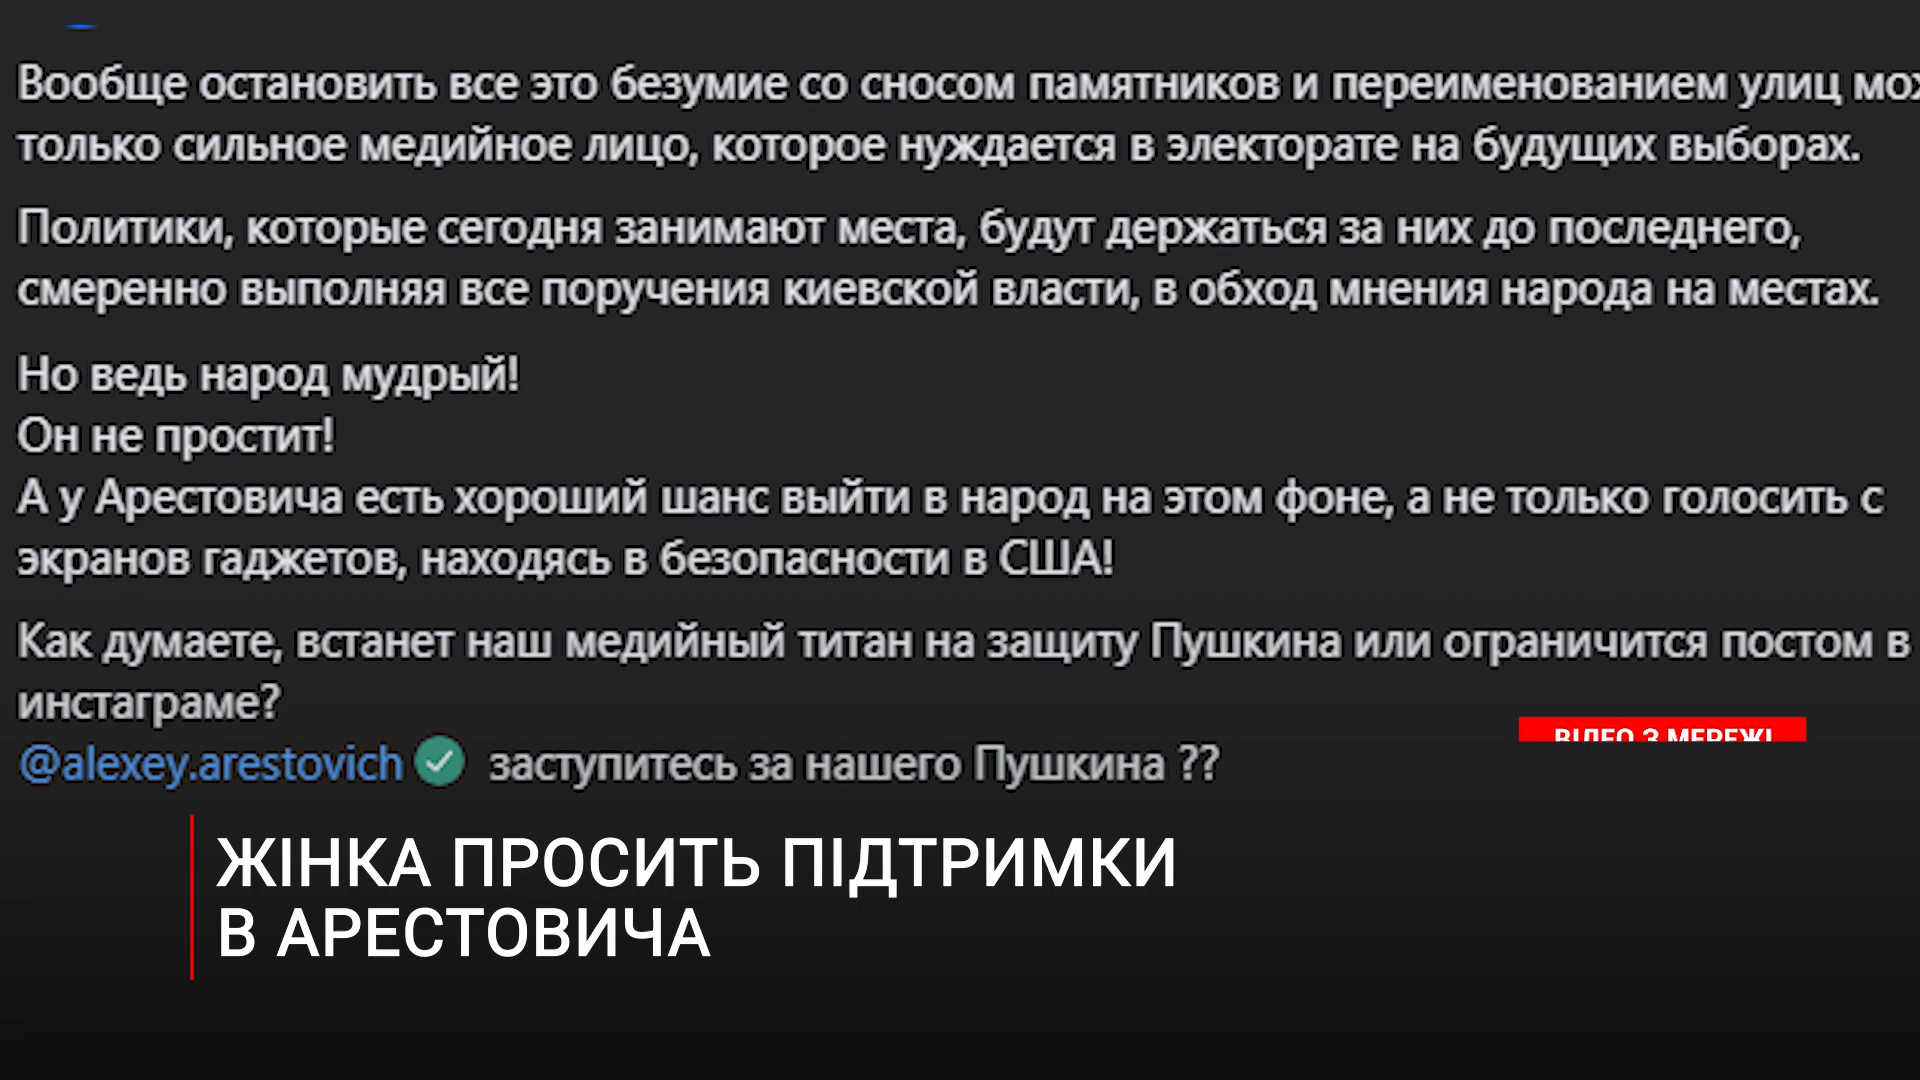 Вообще остановить все это безумие со сносом памятников и переименованием улиц
только сильное медийное лицо, которое нуждается в электорате на будущих выборах.
Политики, которые сегодня занимают места, будут держаться за них до последнего,
смеренно выполняя все поручения киевской власти, в обход мнения народа на местах.
Но ведь народ мудрый!
Он не простит!
А у Арестовича есть хороший шанс выйти в народ на этом фоне, а не только голосить с
экранов гаджетов, находясь в безопасности в США!
Как думаете, встанет наш медийный титан на защиту Пушкина или ограничится постом в
инстаграме?
ВІДЕО З МЕРЕЖІ
@alexey.arestovich заступитесь за нашего Пушкина ??
ЖІНКА ПРОСИТЬ ПІДТРИМКИ
В АРЕСТОВИЧА